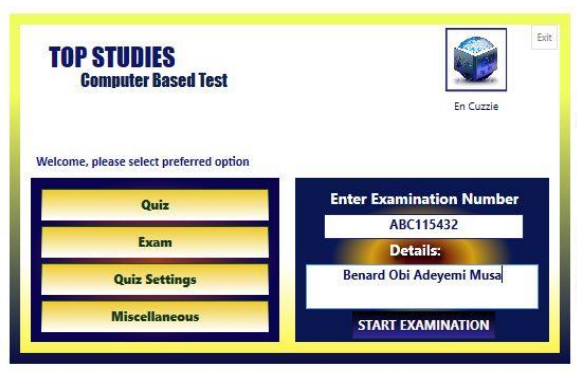 TOP STUDIES
Computer Based Test
Exit
En Cuzzie
Welcome, please select preferred option
Quiz
Exam
Quiz Settings
Miscellaneous
Enter Examination Number
ABC115432
Details:
Benard Obi Adeyemi Musa
START EXAMINATION